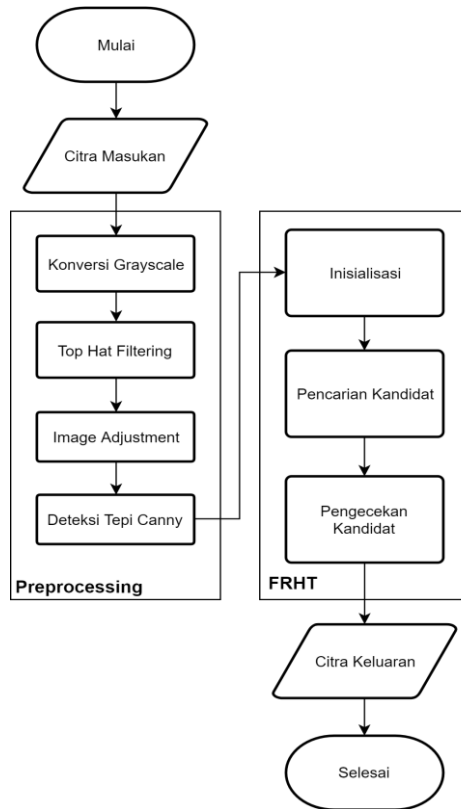 Mulai
Citra Masukan
Konversi Grayscale
Top Hat Filtering
Image Adjustment
Deteksi Tepi Canny
Preprocessing
Inisialisasi
Pencarian Kandidat
Pengecekan
Kandidat
FRHT
Citra Keluaran
Selesai